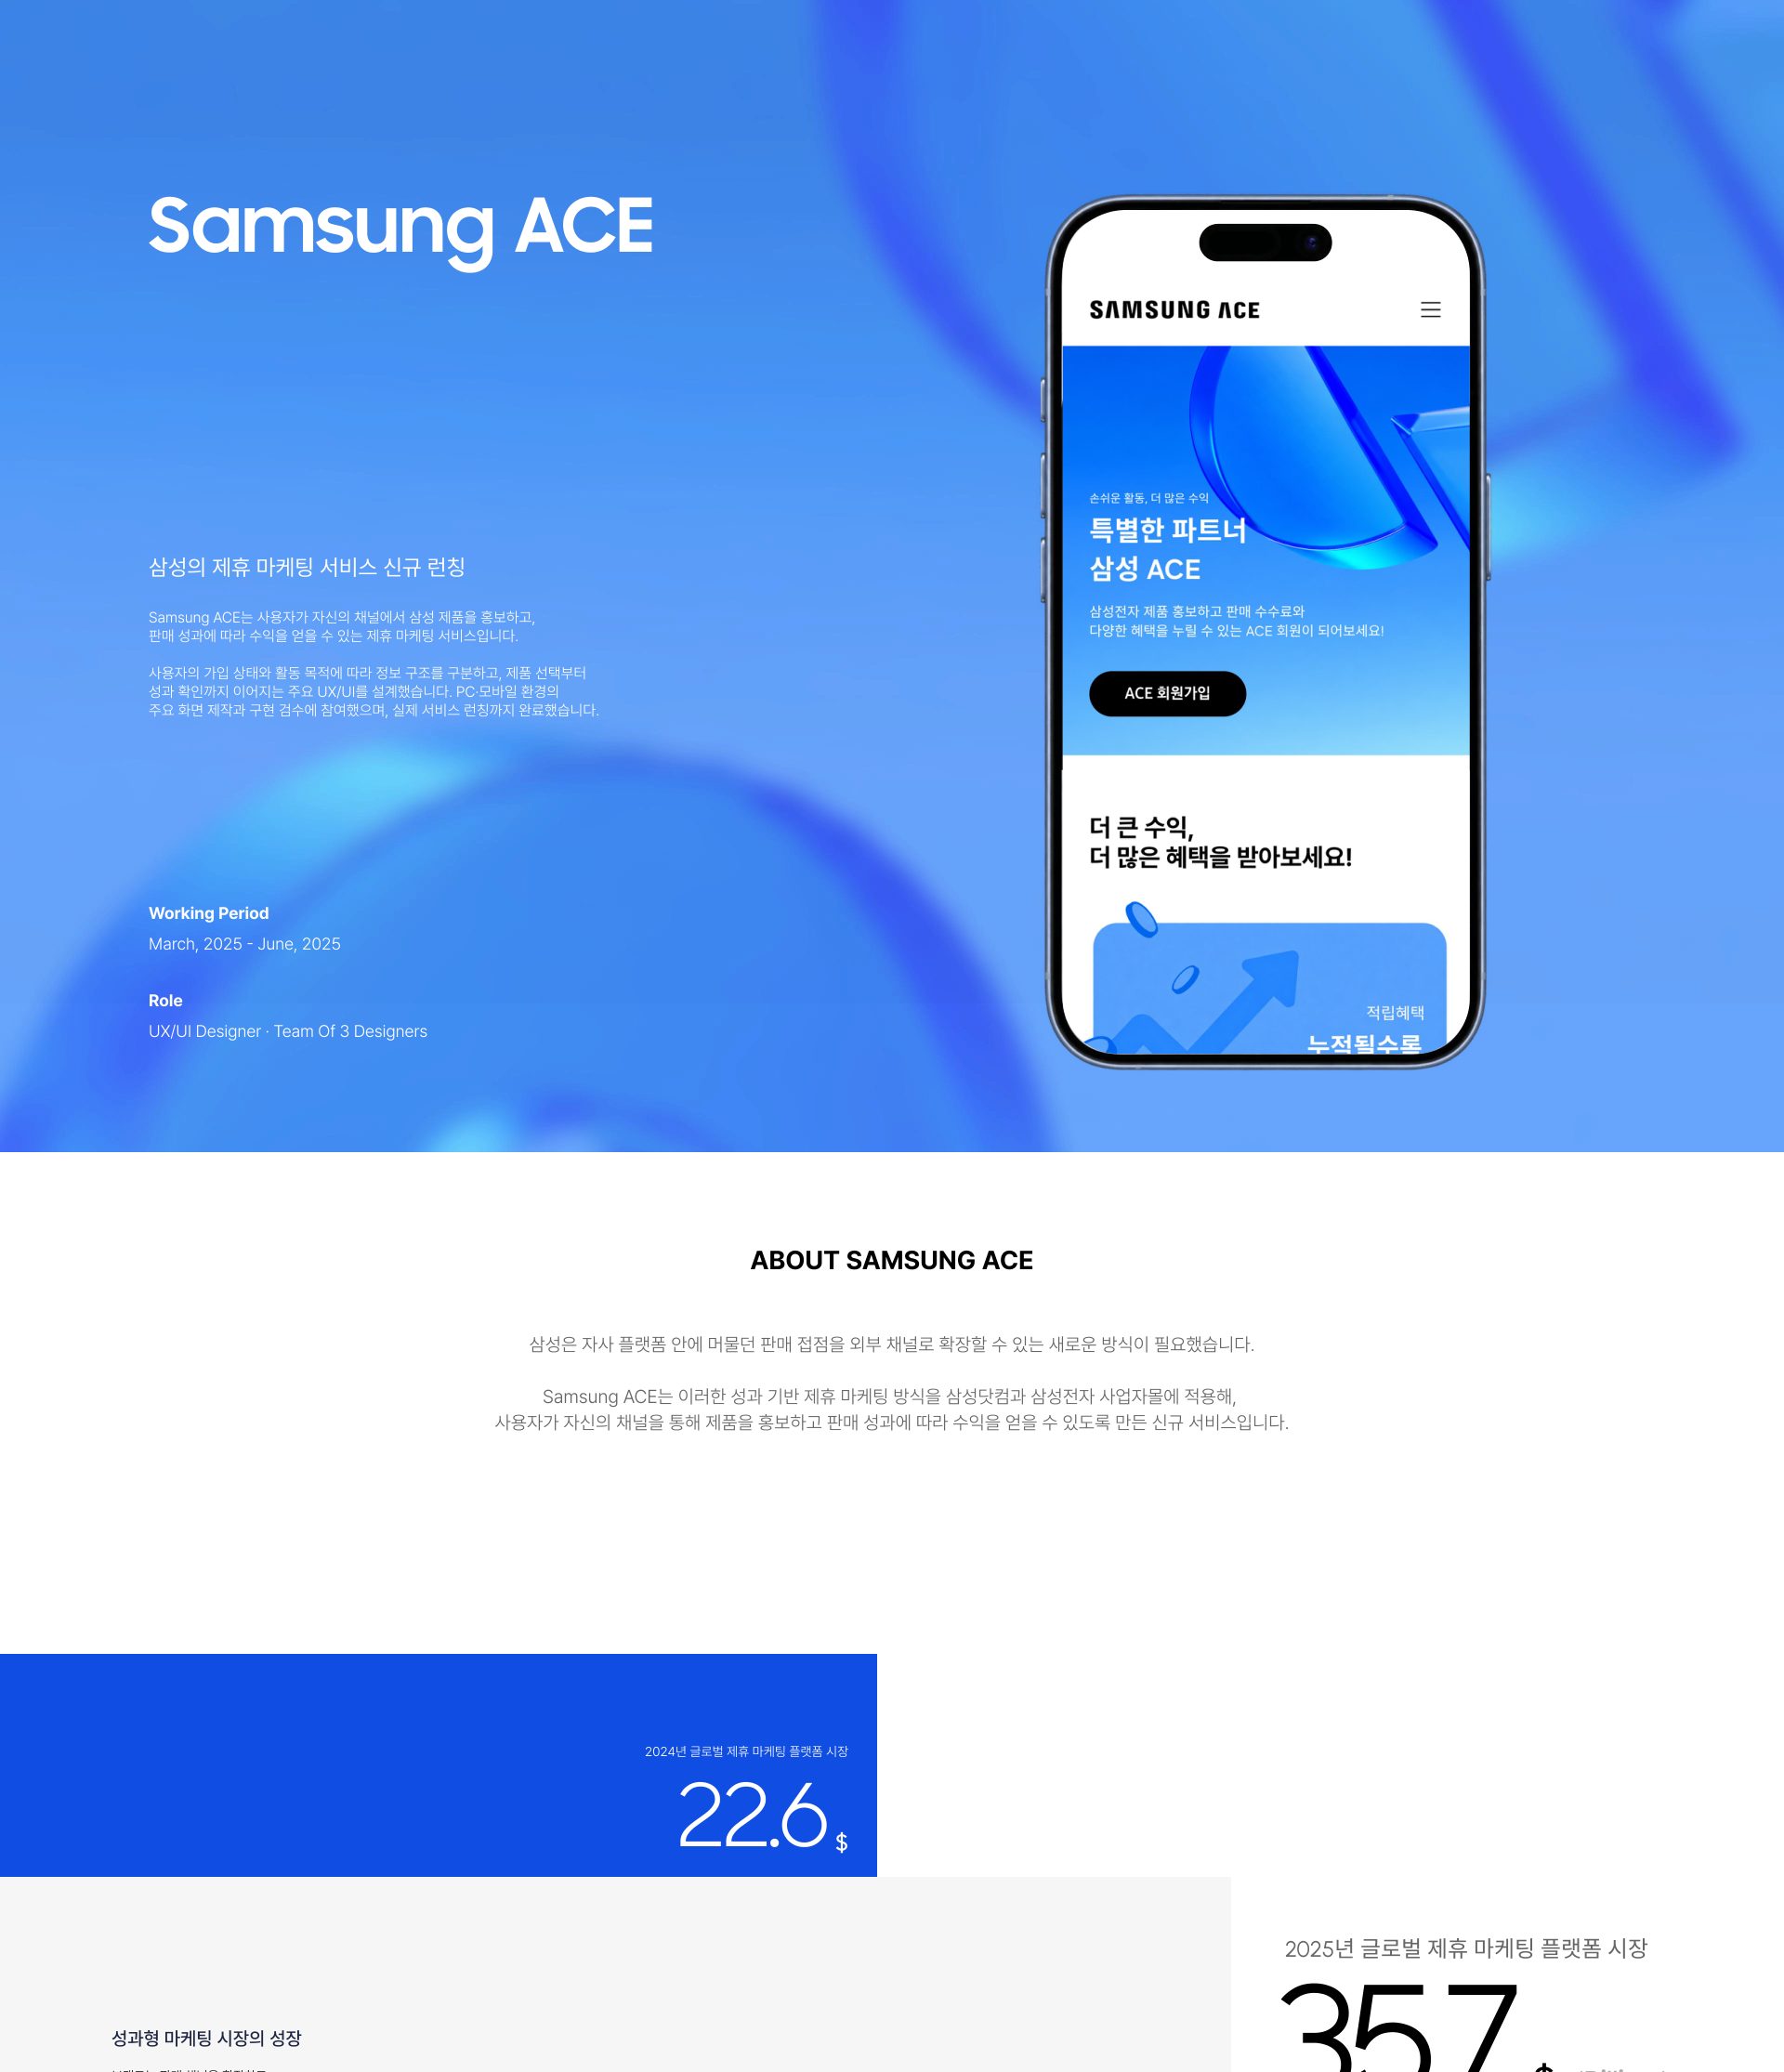 Samsung ACE
삼성의 제휴 마케팅 서비스 신규 런칭
Samsung ACE는 사용자가 자신의 채널에서 삼성 제품을 홍보하고,
판매 성과에 따라 수익을 얻을 수 있는 제휴 마케팅 서비스입니다.
사용자의 가입 상태와 활동 목적에 따라 정보 구조를 구분하고, 제품 선택부터
성과 확인까지 이어지는 주요 UX/UI를 설계했습니다. PC·모바일 환경의
주요 화면 제작과 구현 검수에 참여했으며, 실제 서비스 런칭까지 완료했습니다.
Working Period
March, 2025 - June, 2025
Role
UX/UI Designer · Team Of 3 Designers
SAMSUNG ACE
손쉬운 활동, 더 많은 수익
특별한 파트너
삼성 ACE
삼성전자 제품 홍보하고 판매 수수료와
다양한 혜택을 누릴 수 있는 ACE 회원이 되어보세요!
ACE 회원가입
더 큰 수익,
더 많은 혜택을 받아보세요!
적립혜택
누적될수록
ABOUT SAMSUNG ACE
삼성은 자사 플랫폼 안에 머물던 판매 접점을 외부 채널로 확장할 수 있는 새로운 방식이 필요했습니다.
Samsung ACE는 이러한 성과 기반 제휴 마케팅 방식을 삼성닷컴과 삼성전자 사업자몰에 적용해,
사용자가 자신의 채널을 통해 제품을 홍보하고 판매 성과에 따라 수익을 얻을 수 있도록 만든 신규 서비스입니다.
2024년 글로벌 제휴 마케팅 플랫폼 시장
22.6 $
2025년 글로벌 제휴 마케팅 플랫폼 시장
357
성과형 마케팅 시장의 성장